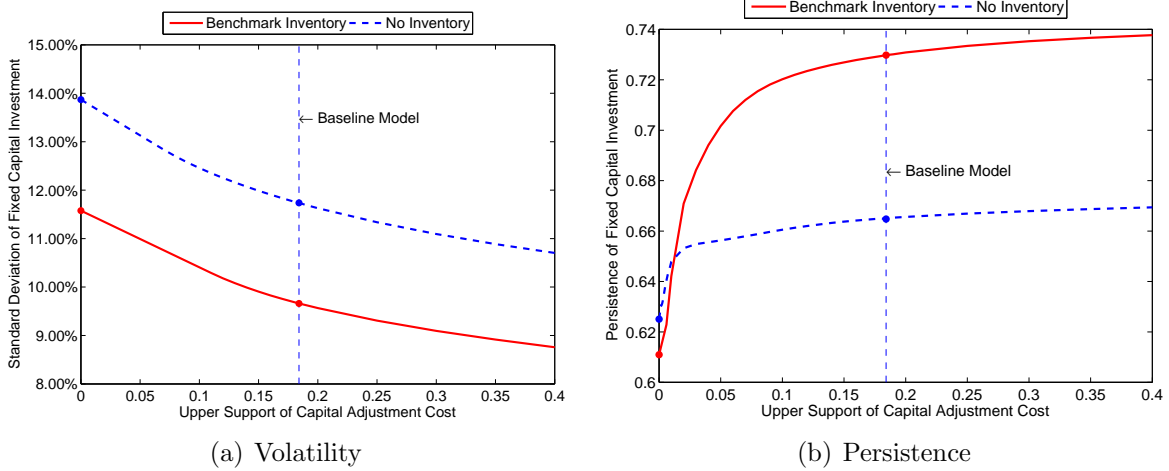 Benchmark Inventory No Inventory
15.00%
14.00%
13.00%
12.00%
11.00%
10.00%
9.00%
8.00%
Standard Deviation of Fixed Capital Investment
← Baseline Model
0 0.05 0.1 0.15 0.2 0.25 0.3 0.35 0.4
Upper Support of Capital Adjustment Cost
(a) Volatility
Benchmark Inventory No Inventory
0.74
0.72
0.7
0.68
0.66
0.64
0.62
0.6
Persistence of Fixed Capital Investment
← Baseline Model
0 0.05 0.1 0.15 0.2 0.25 0.3 0.35 0.4
Upper Support of Capital Adjustment Cost
(b) Persistence